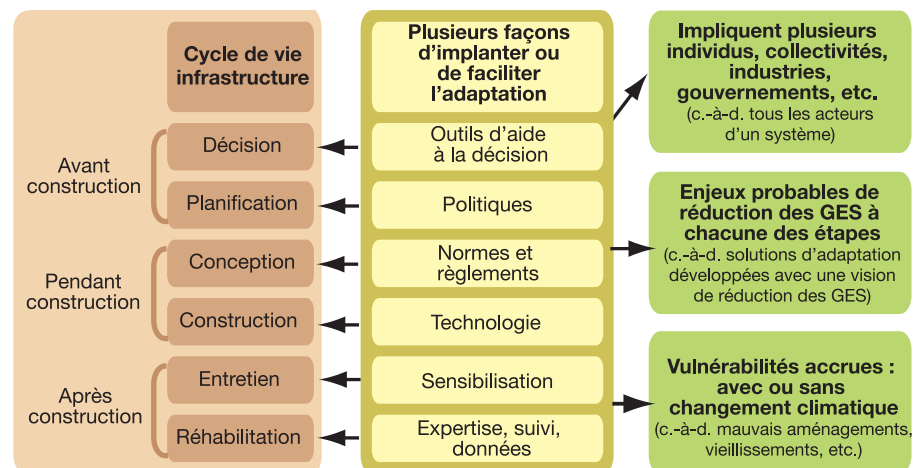 Cycle de vie
infrastructure
Avant
construction
Décision
Planification
Pendant
construction
Conception
Construction
Après
construction
Entretien
Réhabilitation
Plusieurs façons
d’implanter ou
de faciliter
l’adaptation
Outils d’aide
à la décision
Politiques
Normes et
règlements
Technologie
Sensibilisation
Expertise, suivi,
données
Impliquent plusieurs
individus, collectivités,
industries,
gouvernements, etc.
(c.-à-d. tous les acteurs
d’un système)
Enjeux probables de
réduction des GES à
chacune des étapes
(c.-à-d. solutions d’adaptation
développées avec une vision
de réduction des GES)
Vulnérabilités accrues :
avec ou sans
changement climatique
(c.-à-d. mauvais aménagements,
vieillissements, etc.)